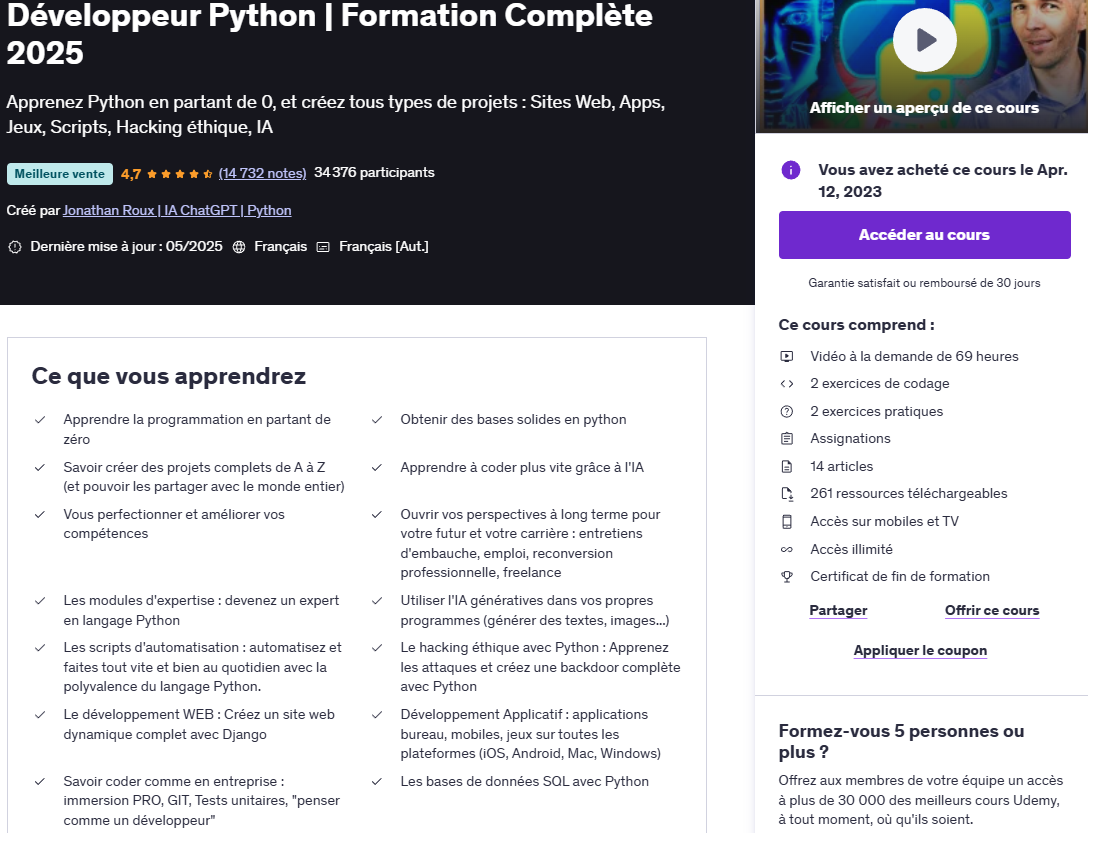 Développeur Python | Formation Complète
2025
Apprenez Python en partant de 0, et créez tous types de projets : Sites Web, Apps,
Jeux, Scripts, Hacking éthique, IA
Meilleure vente 4,7 (14 732 notes) 34 376 participants
Créé par Jonathan Roux | IA ChatGPT | Python
Dernière mise à jour : 05/2025 Français Français [Aut.]
Ce que vous apprendrez
Apprendre la programmation en partant de
zéro
Obtenir des bases solides en python
Savoir créer des projets complets de A à Z
(et pouvoir les partager avec le monde entier)
Apprendre à coder plus vite grâce à l'IA
Vous perfectionner et améliorer vos
compétences
Ouvrir vos perspectives à long terme pour
votre futur et votre carrière : entretiens
d'embauche, emploi, reconversion
professionnelle, freelance
Les modules d'expertise : devenez un expert
en langage Python
Utiliser l'IA génératives dans vos propres
programmes (générer des textes, images...)
Les scripts d'automatisation : automatisez et
faites tout vite et bien au quotidien avec la
polyvalence du langage Python.
Le hacking éthique avec Python : Apprenez
les attaques et créez une backdoor complète
avec Python
Le développement WEB : Créez un site web
dynamique complet avec Django
Développement Applicatif : applications
bureau, mobiles, jeux sur toutes les
plateformes (iOS, Android, Mac, Windows)
Savoir coder comme en entreprise :
immersion PRO, GIT, Tests unitaires, "penser
comme un développeur"
Les bases de données SQL avec Python
Afficher un aperçu de ce cours
Vous avez acheté ce cours le Apr.
12, 2023
Accéder au cours
Garantie satisfait ou remboursé de 30 jours
Ce cours comprend :
Vidéo à la demande de 69 heures
2 exercices de codage
2 exercices pratiques
Assignations
14 articles
261 ressources téléchargeables
Accès sur mobiles et TV
Accès illimité
Certificat de fin de formation
Partager Offrir ce cours
Appliquer le coupon
Formez-vous 5 personnes ou
plus ?
Offrez aux membres de votre équipe un accès
à plus de 30 000 des meilleurs cours Udemy,
à tout moment, où qu'ils soient.